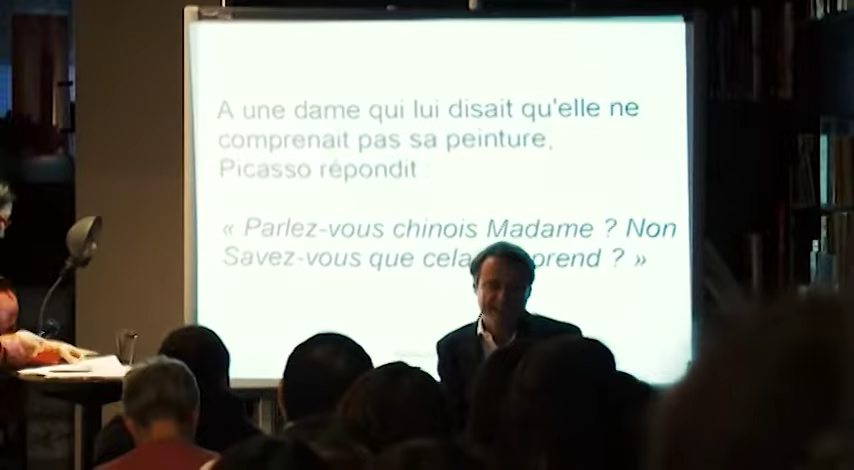 A une dame qui lui disait qu'elle ne
comprenait pas sa peinture,
Picasso répondit :
« Parlez-vous chinois Madame ? Non
Savez-vous que cela prend ? »